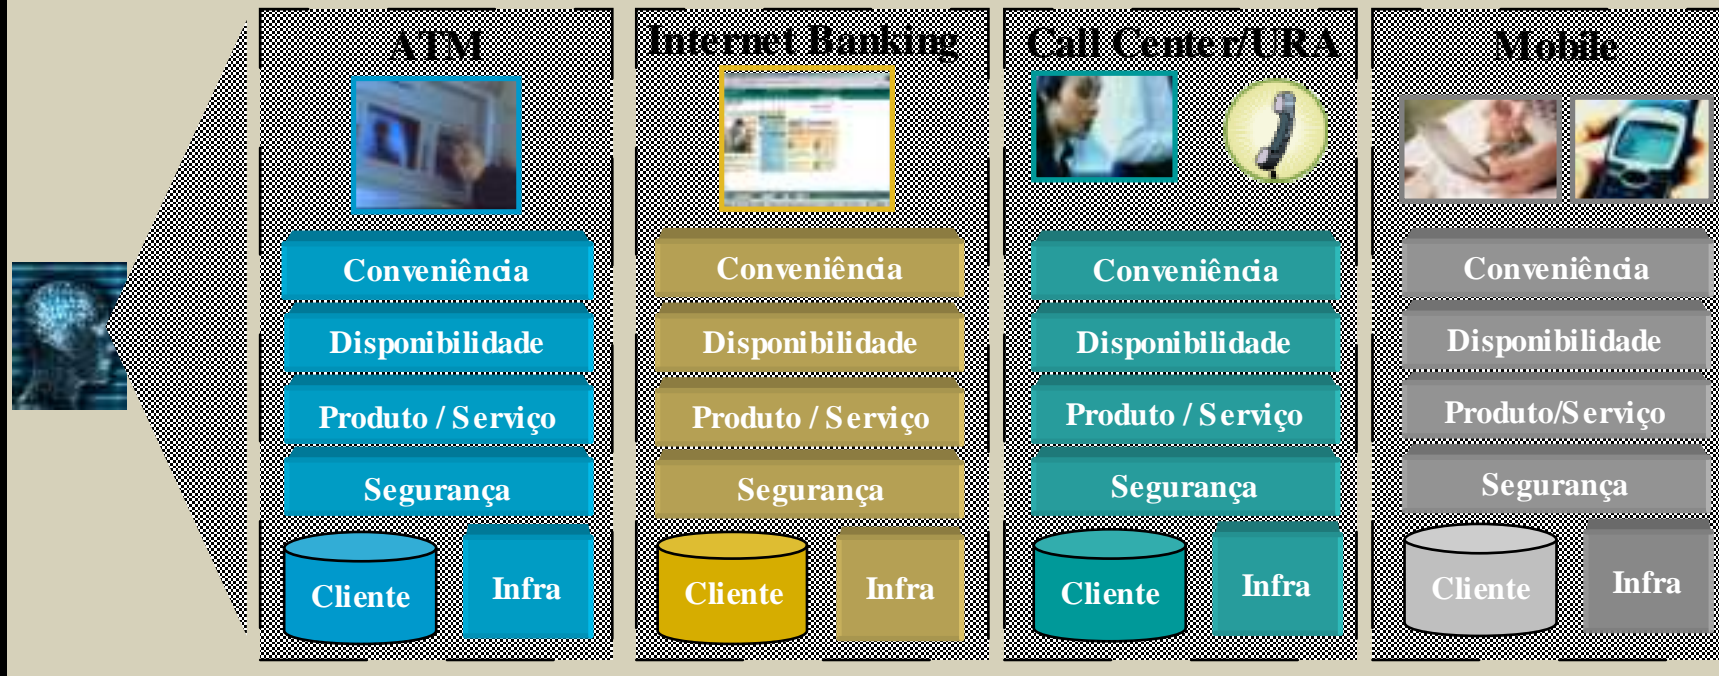 ATM
Conveniência
Disponibilidade
Produto / Serviço
Segurança
Cliente
Infra
Internet Banking
Conveniência
Disponibilidade
Produto / Serviço
Segurança
Cliente
Infra
Call Center/URA
Conveniência
Disponibilidade
Produto / Serviço
Segurança
Cliente
Infra
Mobile
Conveniência
Disponibilidade
Produto/Serviço
Segurança
Cliente
Infra